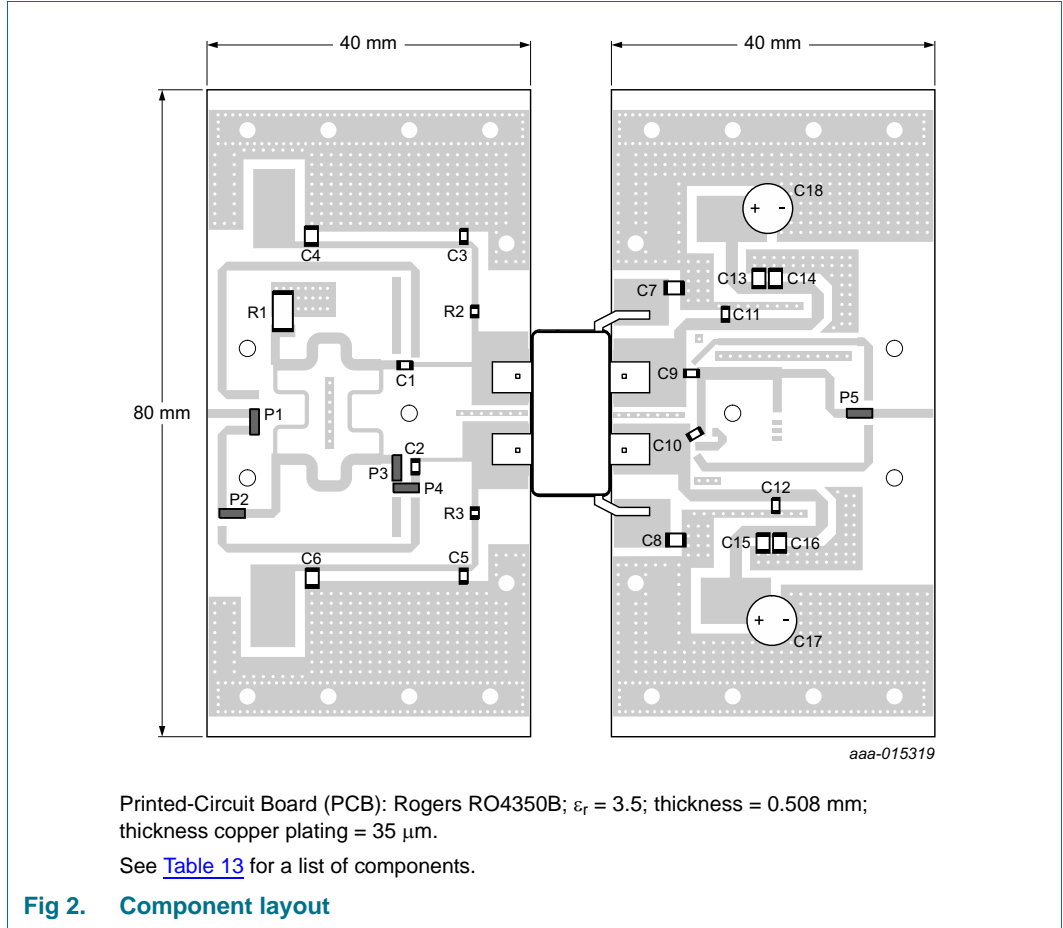 40 mm
40 mm
80 mm
C18
+ -
C4
C3
C13
C14
C7
R1
R2
C11
C1
C9
P1
P5
C2
C10
P3
P4
P2
R3
C12
C8
C15
C16
C6
C5
+ -
C17
aaa-015319
Printed-Circuit Board (PCB): Rogers RO4350B; εr = 3.5; thickness = 0.508 mm;
thickness copper plating = 35 μm.
See Table 13 for a list of components.
Fig 2. Component layout